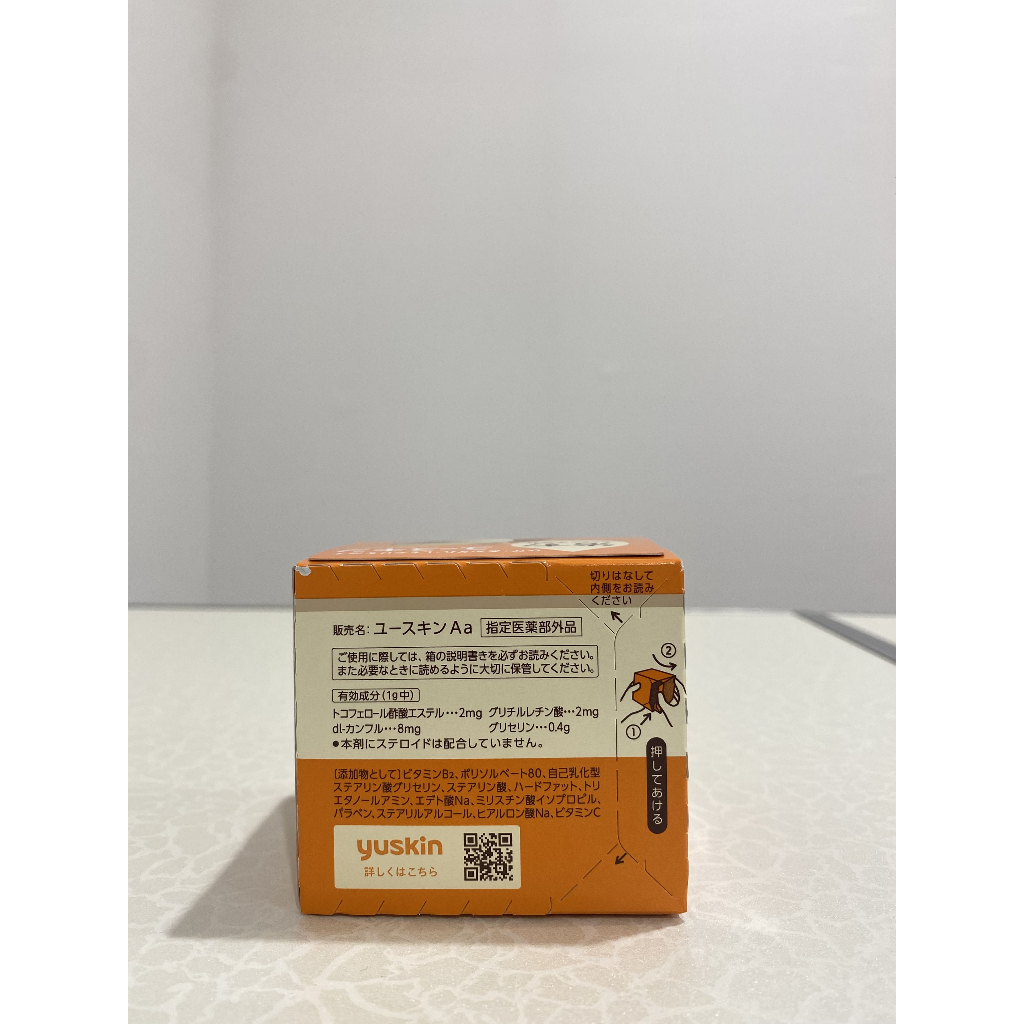 切りはなして
内側をお読み
ください
販売名: ユースキンAa 指定医薬部外品
ご使用に際しては、箱の説明書きを必ずお読みください。
また必要なときに読めるように大切に保管してください。
有効成分(1g中)
トコフェロール酢酸エステル…2mg グリチルレチン酸…2mg
dl-カンフル…8mg グリセリン…0.4g
●本剤にステロイドは配合していません。
[添加物として]ビタミンB₂、ポリソルベート80、自己乳化型
ステアリン酸グリセリン、ステアリン酸、ハードファット、トリ
エタノールアミン、エデト酸Na、ミリスチン酸イソプロピル、
パラベン、ステアリルアルコール、ヒアルロン酸Na、ビタミンC
yuskin
詳しくはこちら
②
①
押してあける